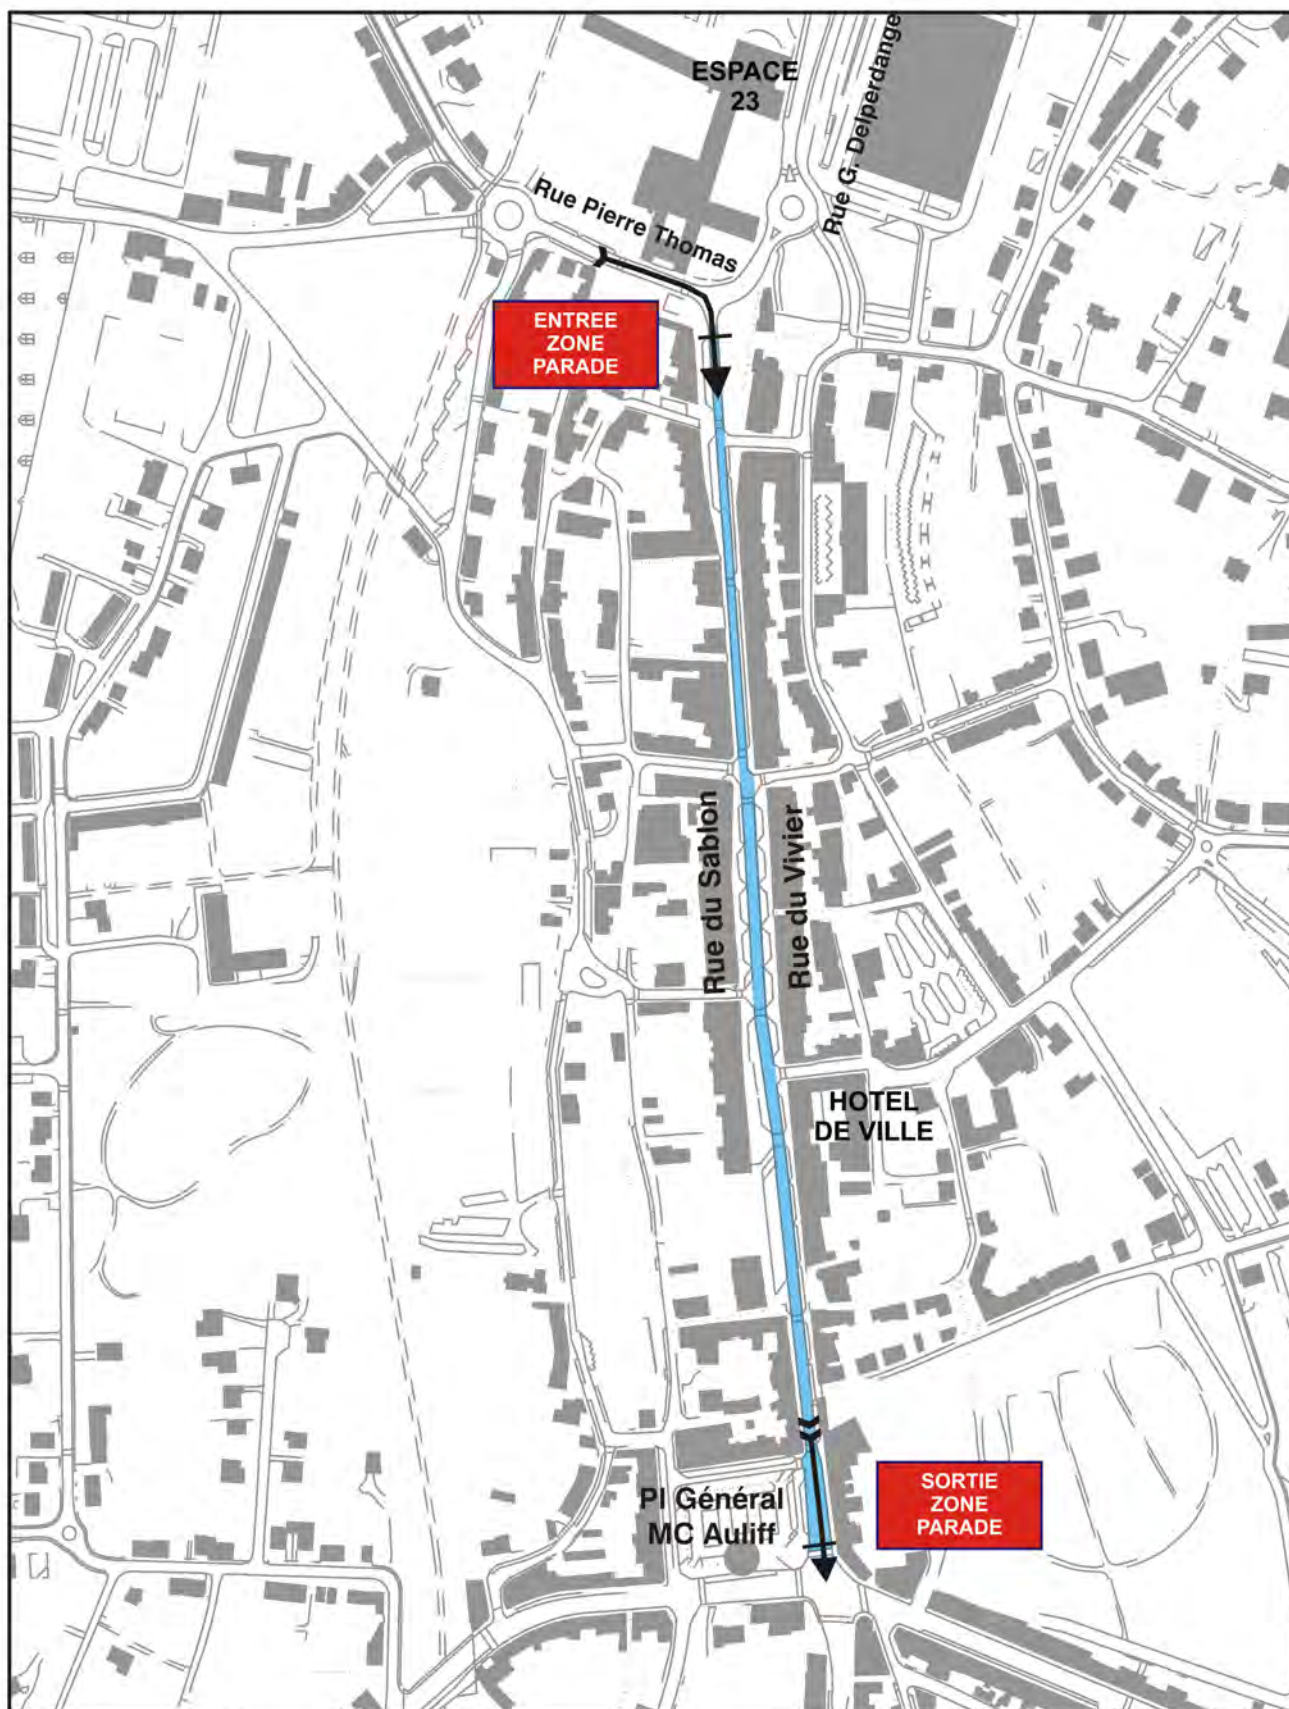 ESPACE
23
Rue G. Delperdange
Rue Pierre Thomas
ENTREE
ZONE
PARADE
Rue du Sablon
Rue du Vivier
HOTEL
DE VILLE
Pl Général
MC Auliff
SORTIE
ZONE
PARADE